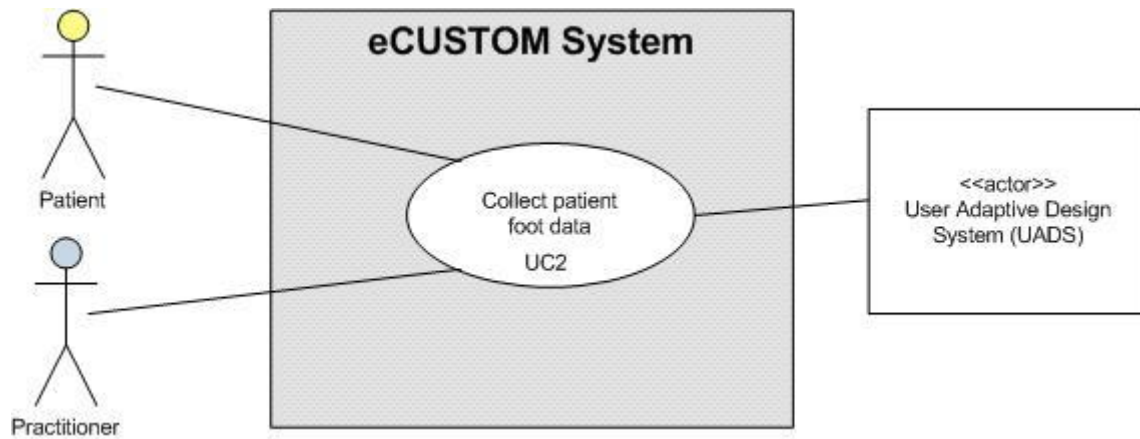 eCUSTOM System
Patient
Collect patient
foot data
UC2
<<actor>>
User Adaptive Design
System (UADS)
Practitioner